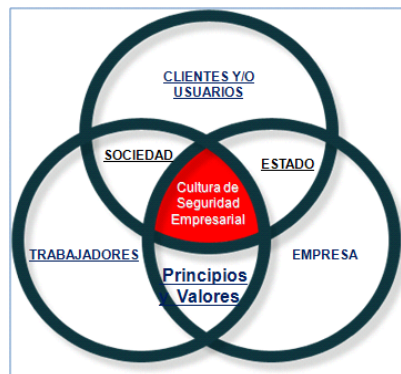 CLIENTES Y/O
USUARIOS
SOCIEDAD
ESTADO
Cultura de
Seguridad
Empresarial
TRABAJADORES
EMPRESA
Principios
y Valores